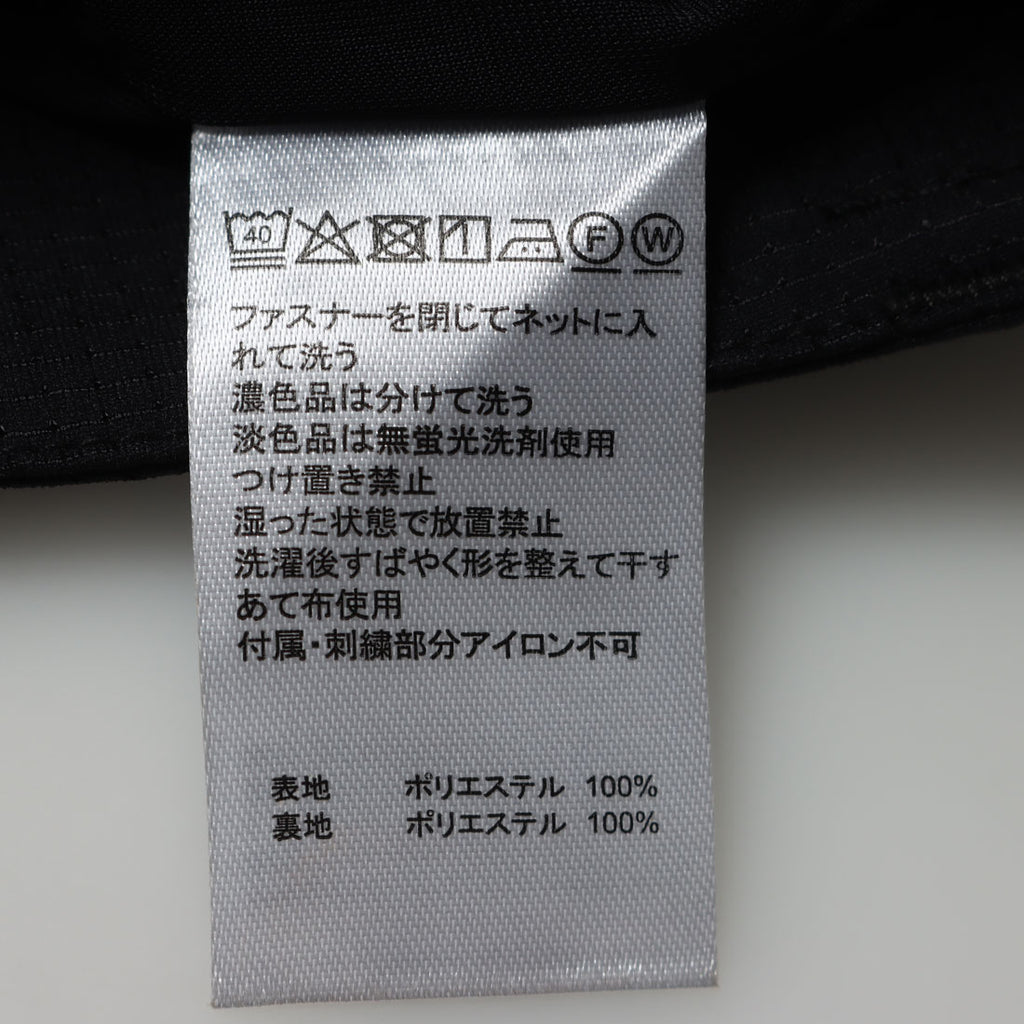 40 F W
ファスナーを閉じてネットに入
れて洗う
濃色品は分けて洗う
淡色品は無蛍光洗剤使用
つけ置き禁止
湿った状態で放置禁止
洗濯後すばやく形を整えて干す
あて布使用
付属・刺繍部分アイロン不可
表地 ポリエステル 100%
裏地 ポリエステル 100%